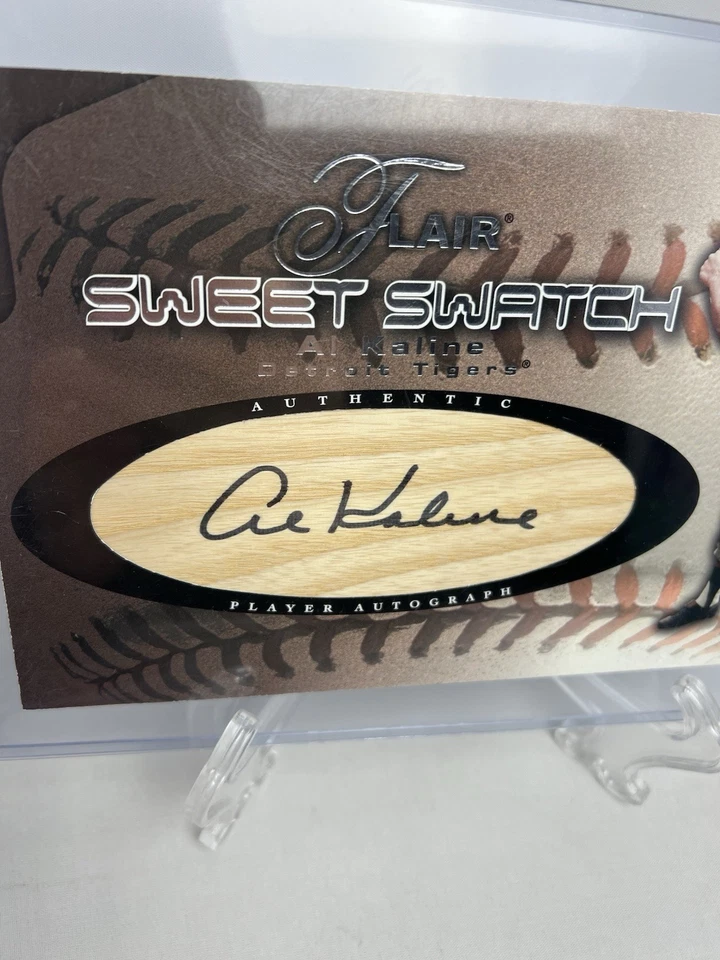 FLAIR®
SWEET SWATCH
Al Kaline
Detroit Tigers®
AUTHENTIC
Al Kaline
PLAYER AUTOGRAPH